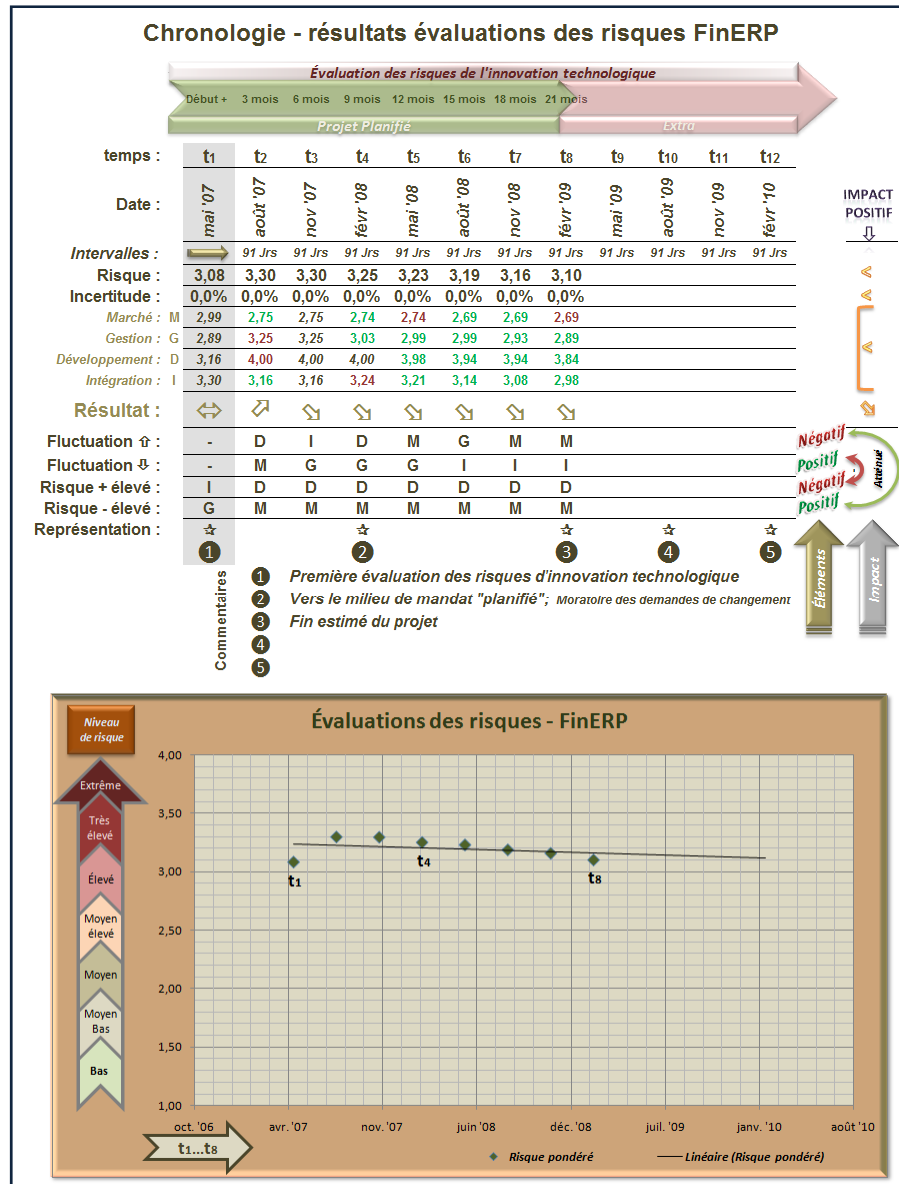 Chronologie - résultats évaluations des risques FinERP
Évaluation des risques de l'innovation technologique
Début + 3 mois 6 mois 9 mois 12 mois 15 mois 18 mois 21 mois
Projet Planifié Extra
temps : t1 t2 t3 t4 t5 t6 t7 t8 t9 t10 t11 t12
Date : mai '07 août '07 nov '07 févr '08 mai '08 août '08 nov '08 févr '09 mai '09 août '09 nov '09 févr '10
IMPACT
POSITIF
Intervalles : 91 Jrs 91 Jrs 91 Jrs 91 Jrs 91 Jrs 91 Jrs 91 Jrs 91 Jrs 91 Jrs 91 Jrs 91 Jrs
Risque : 3,08 3,30 3,30 3,25 3,23 3,19 3,16 3,10 <
Incertitude : 0,0% 0,0% 0,0% 0,0% 0,0% 0,0% 0,0% 0,0% <
Marché : M 2,99 2,75 2,75 2,74 2,74 2,69 2,69 2,69
Gestion : G 2,89 3,25 3,25 3,03 2,99 2,99 2,93 2,89 <
Développement : D 3,16 4,00 4,00 4,00 3,98 3,94 3,94 3,84
Intégration : I 3,30 3,16 3,16 3,24 3,21 3,14 3,08 2,98
Résultat :
Fluctuation ⇧ : - D I D M G M M Négatif
Fluctuation ⇩ : - M G G G I I I Positif
Risque + élevé : I D D D D D D D Négatif
Risque - élevé : G M M M M M M M Positif
Atténué
Représentation :
1 2 3 4 5
Éléments
Impact
Commentaires
1 Première évaluation des risques d'innovation technologique
2 Vers le milieu de mandat "planifié"; Moratoire des demandes de changement
3 Fin estimé du projet
4
5
Niveau
de risque
Évaluations des risques - FinERP
Extrême
Très
élevé
Élevé
Moyen
élevé
Moyen
Moyen
Bas
Bas
4,00
3,50
3,00
2,50
2,00
1,50
1,00
t1 t4 t8
oct. '06 avr. '07 nov. '07 juin '08 déc. '08 juil. '09 janv. '10 août '10
t1...t8
Risque pondéré Linéaire (Risque pondéré)